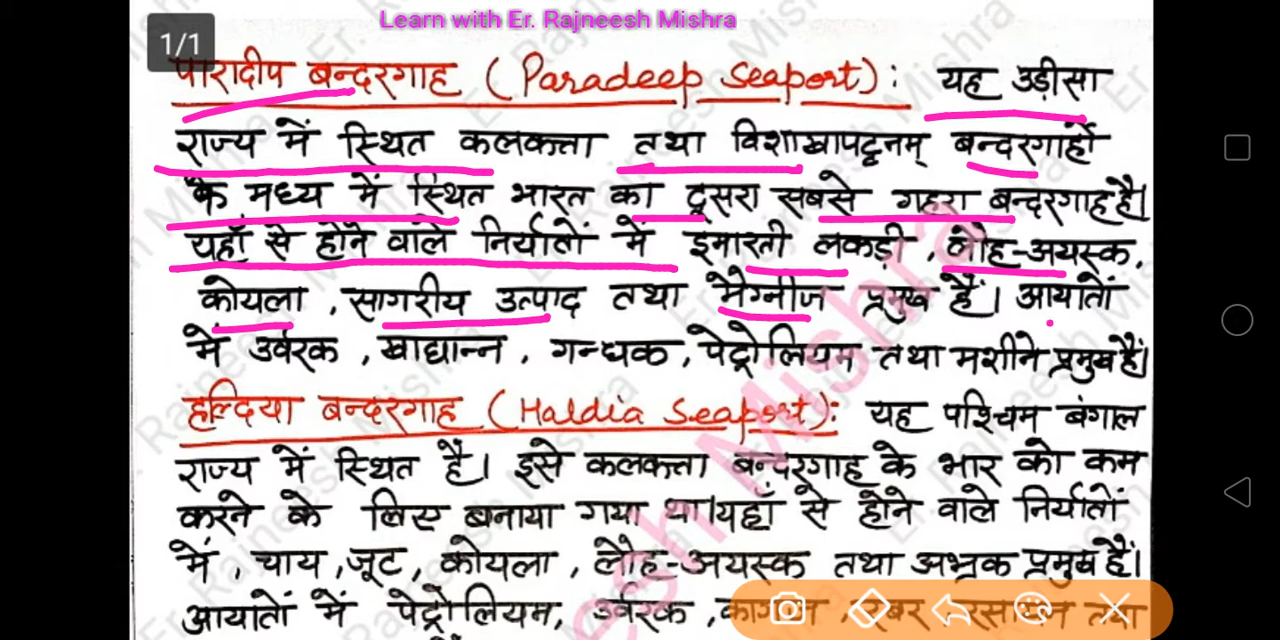 Learn with Er. Rajneesh Mishra
1/1
पारादीप बन्दरगाह (Paradeep Seaport): यह उड़ीसा
राज्य में स्थित कलकत्ता तथा विशाखापट्टनम् बन्दरगाहों
के मध्य में स्थित भारत का दूसरा सबसे गहरा बन्दरगाह है।
यहाँ से होने वाले निर्यातों में इमारती लकड़ी, लौह-अयस्क,
कोयला, सागरीय उत्पाद तथा मैग्नीज प्रमुख हैं। आयातों
में उर्वरक, खाद्यान्न, गन्धक, पेट्रोलियम तथा मशीने प्रमुख हैं।
हल्दिया बन्दरगाह (Haldia Seaport): यह पश्चिम बंगाल
राज्य में स्थित है। इसे कलकत्ता बन्दरगाह के भार को कम
करने के लिए बनाया गया था। यहाँ से होने वाले निर्यातों
में, चाय, जूट, कोयला, लौह-अयस्क तथा अभ्रक प्रमुख हैं।
आयातों में पेट्रोलियम, उर्वरक,